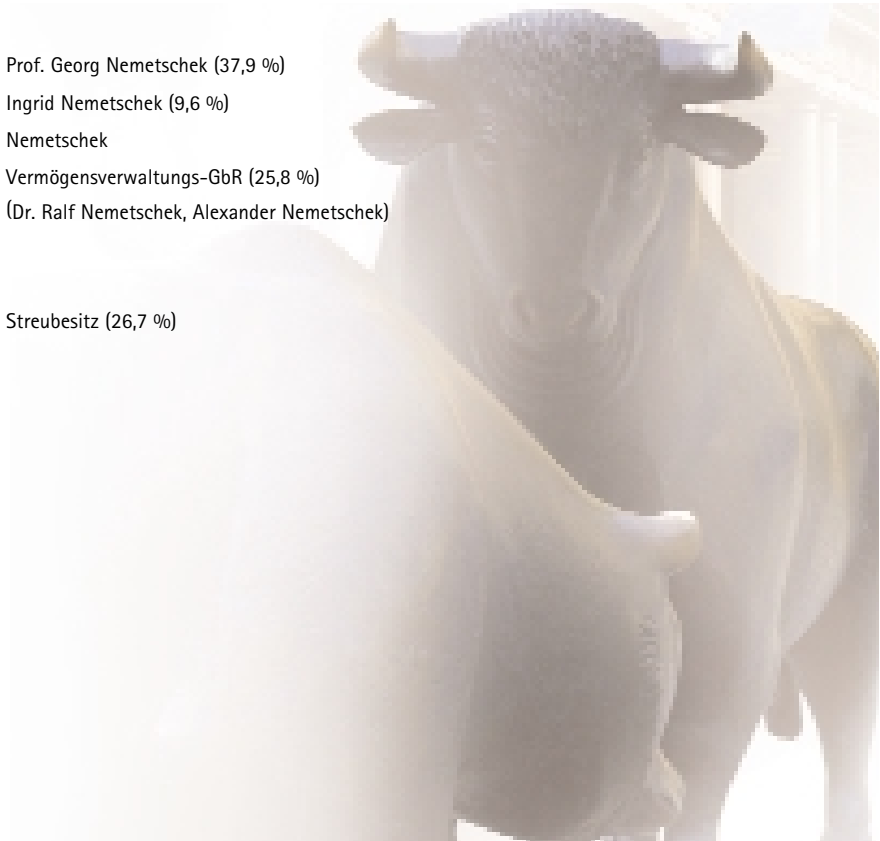 Prof. Georg Nemetschek (37,9 %)
Ingrid Nemetschek (9,6 %)
Nemetschek
Vermögensverwaltungs-GbR (25,8 %)
(Dr. Ralf Nemetschek, Alexander Nemetschek)
Streubesitz (26,7 %)